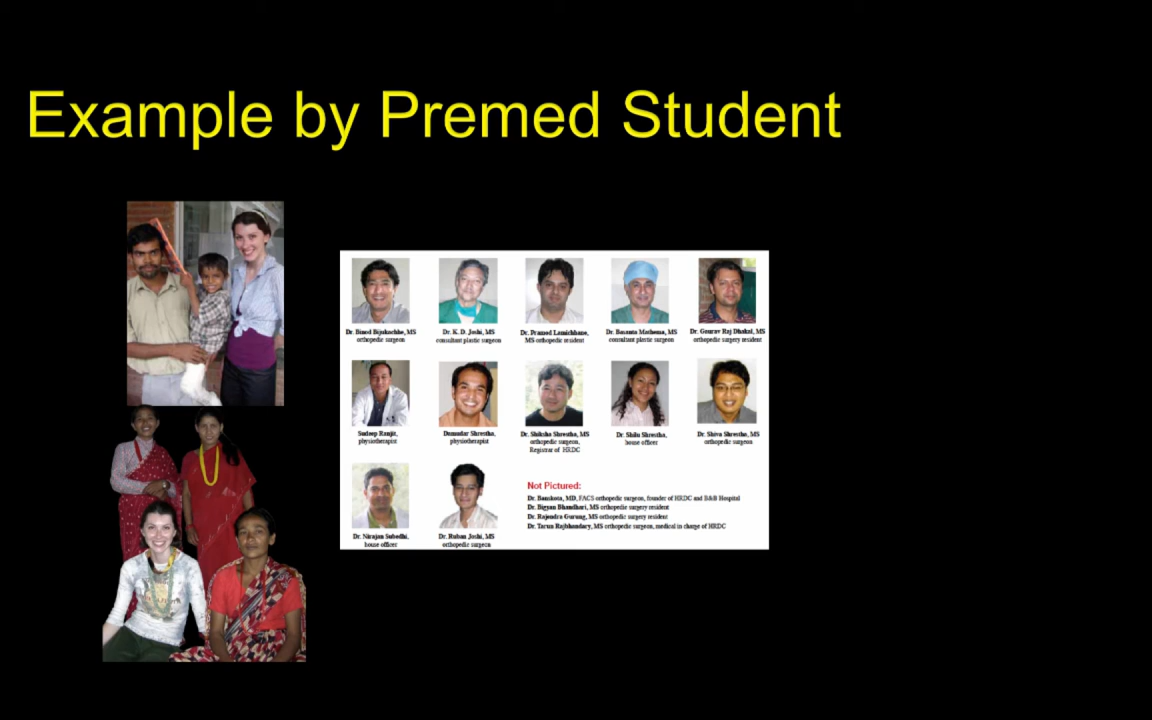 Example by Premed Student
Dr. Binod Bijukachhe, MS
orthopedic surgeon
Dr. K. D. Joshi, MS
consultant plastic surgeon
Dr. Pramod Lamichhane,
MS orthopedic resident
Dr. Basanta Mathema, MS
consultant plastic surgeon
Dr. Gaurav Raj Dhakal, MS
orthopedic surgery resident
Sudeep Ranjit,
physiotherapist
Damodar Shrestha,
physiotherapist
Dr. Shiksha Shrestha, MS
orthopedic surgeon,
Registrar of HRDC
Dr. Shilu Shrestha,
house officer
Dr. Shiva Shrestha, MS
orthopedic surgeon
Dr. Nirajan Subedhi,
house officer
Dr. Ruban Joshi, MS
orthopedic surgeon
Not Pictured:
Dr. Banskota, MD, FACS orthopedic surgeon, founder of HRDC and B&B Hospital
Dr. Bigyan Bhandhari, MS orthopedic surgery resident
Dr. Rajendra Gurung, MS orthopedic surgery resident
Dr. Tarun Rajbhandary, MS orthopedic surgeon, medical in charge of HRDC